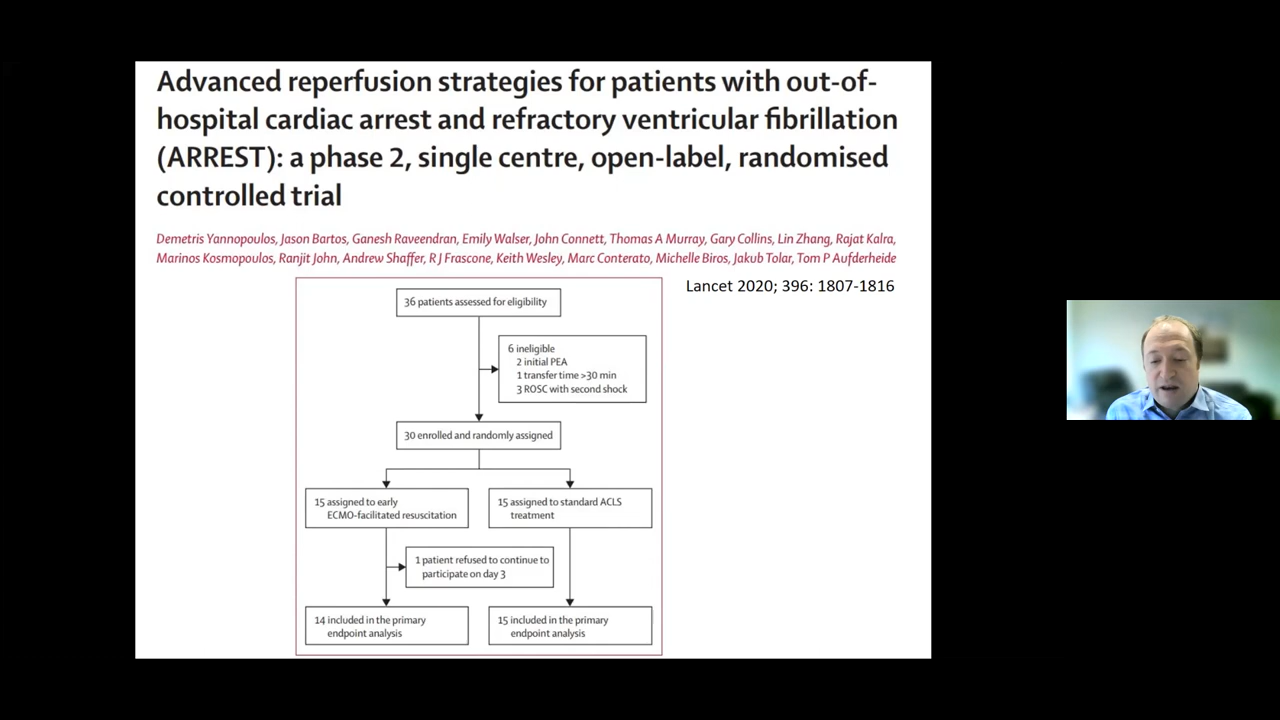 Advanced reperfusion strategies for patients with out-of-
hospital cardiac arrest and refractory ventricular fibrillation
(ARREST): a phase 2, single centre, open-label, randomised
controlled trial
Demetris Yannopoulos, Jason Bartos, Ganesh Raveendran, Emily Walser, John Connett, Thomas A Murray, Gary Collins, Lin Zhang, Rajat Kalra,
Marinos Kosmopoulos, Ranjit John, Andrew Shaffer, R J Frascone, Keith Wesley, Marc Conterato, Michelle Biros, Jakub Tolar, Tom P Aufderheide
Lancet 2020; 396: 1807-1816
36 patients assessed for eligibility
6 ineligible
2 initial PEA
1 transfer time >30 min
3 ROSC with second shock
30 enrolled and randomly assigned
15 assigned to early
ECMO-facilitated resuscitation
15 assigned to standard ACLS
treatment
1 patient refused to continue to
participate on day 3
14 included in the primary
endpoint analysis
15 included in the primary
endpoint analysis